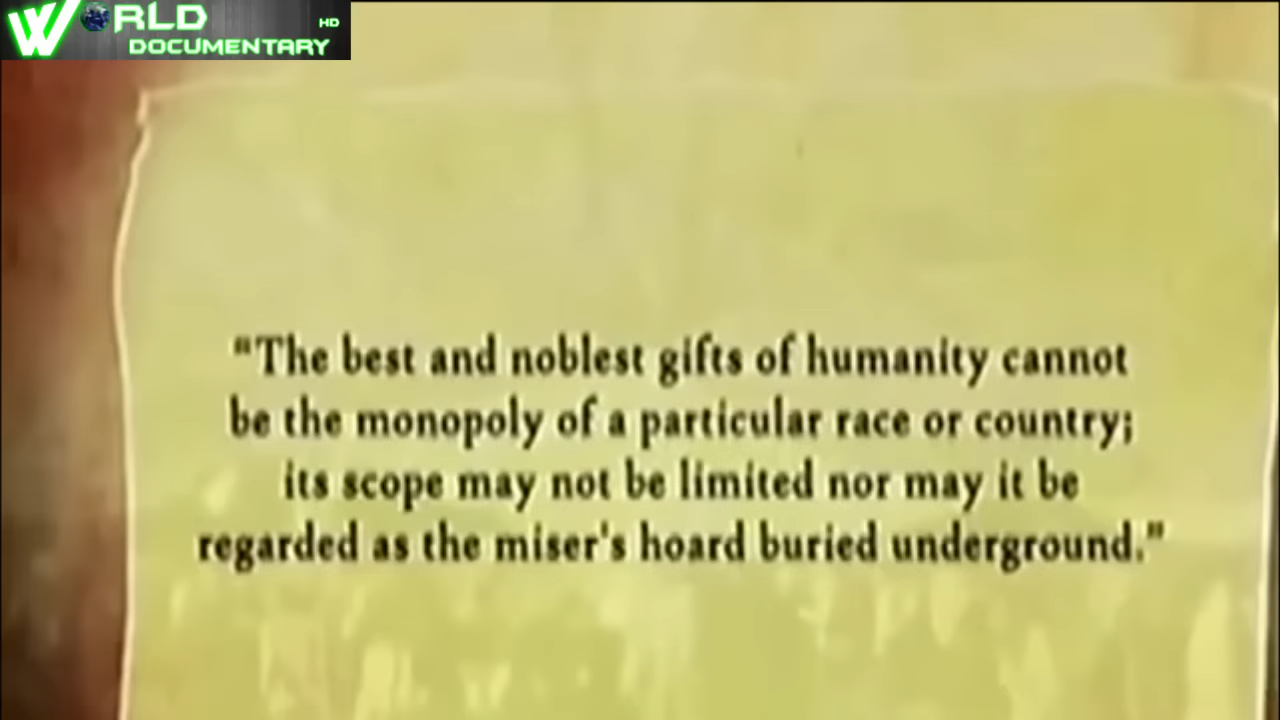 WORLD
HD
DOCUMENTARY
“The best and noblest gifts of humanity cannot
be the monopoly of a particular race or country;
its scope may not be limited nor may it be
regarded as the miser's hoard buried underground.”